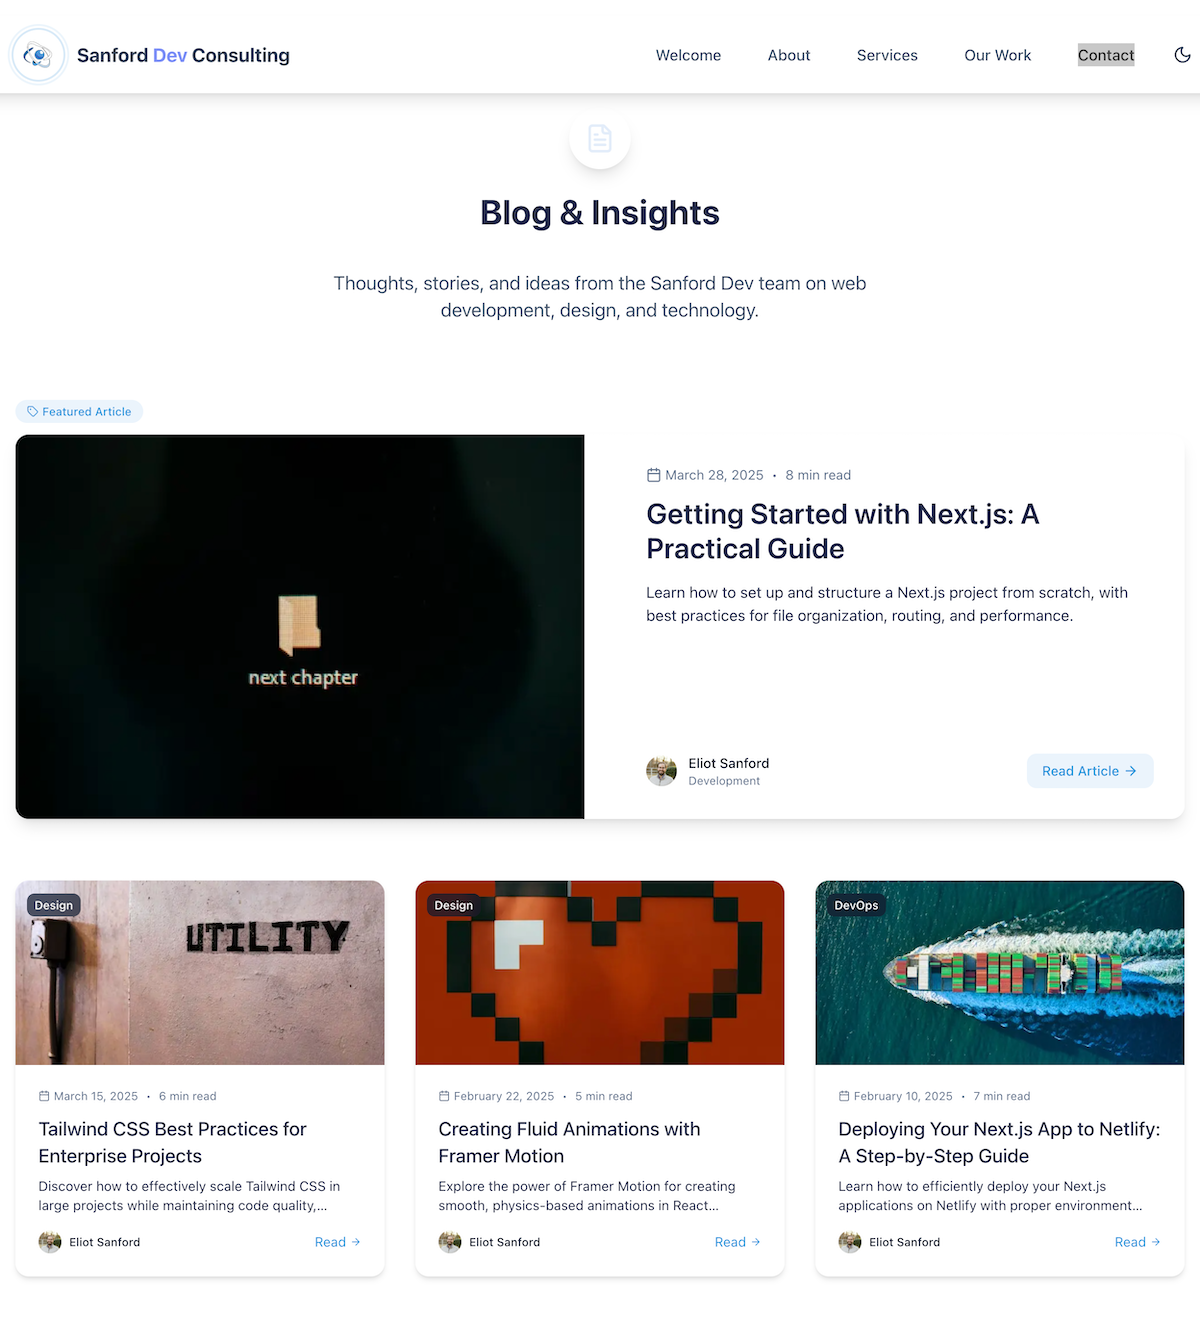 Sanford Dev Consulting
Welcome
About
Services
Our Work
Contact
Blog & Insights
Thoughts, stories, and ideas from the Sanford Dev team on web
development, design, and technology.
Featured Article
next chapter
March 28, 2025 • 8 min read
Getting Started with Next.js: A
Practical Guide
Learn how to set up and structure a Next.js project from scratch, with
best practices for file organization, routing, and performance.
Eliot Sanford
Development
Read Article →
Design
UTILITY
March 15, 2025 • 6 min read
Tailwind CSS Best Practices for
Enterprise Projects
Discover how to effectively scale Tailwind CSS in
large projects while maintaining code quality,...
Eliot Sanford
Read →
Design
February 22, 2025 • 5 min read
Creating Fluid Animations with
Framer Motion
Explore the power of Framer Motion for creating
smooth, physics-based animations in React...
Eliot Sanford
Read →
DevOps
February 10, 2025 • 7 min read
Deploying Your Next.js App to Netlify:
A Step-by-Step Guide
Learn how to efficiently deploy your Next.js
applications on Netlify with proper environment...
Eliot Sanford
Read →